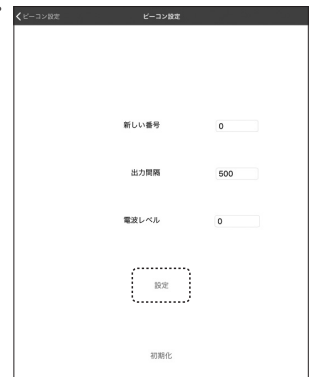 ビーコン設定 ビーコン設定
新しい番号 0
出力間隔 500
電波レベル 0
設定
初期化